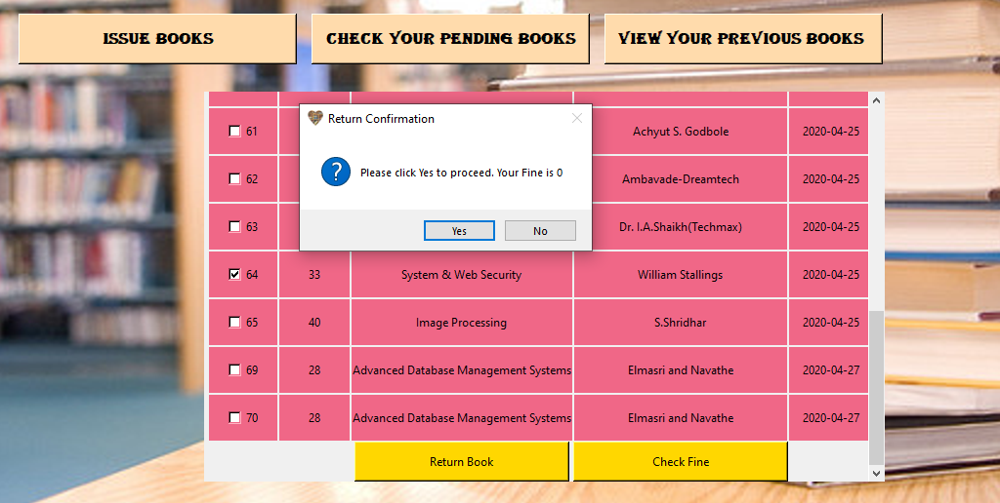 ISSUE BOOKS
CHECK YOUR PENDING BOOKS
VIEW YOUR PREVIOUS BOOKS
Return Confirmation
Please click Yes to proceed. Your Fine is 0
Yes No
61 Achyut S. Godbole 2020-04-25
62 Ambavade-Dreamtech 2020-04-25
63 Dr. I.A.Shaikh(Techmax) 2020-04-25
64 33 System & Web Security William Stallings 2020-04-25
65 40 Image Processing S.Shridhar 2020-04-25
69 28 Advanced Database Management Systems Elmasri and Navathe 2020-04-27
70 28 Advanced Database Management Systems Elmasri and Navathe 2020-04-27
Return Book Check Fine